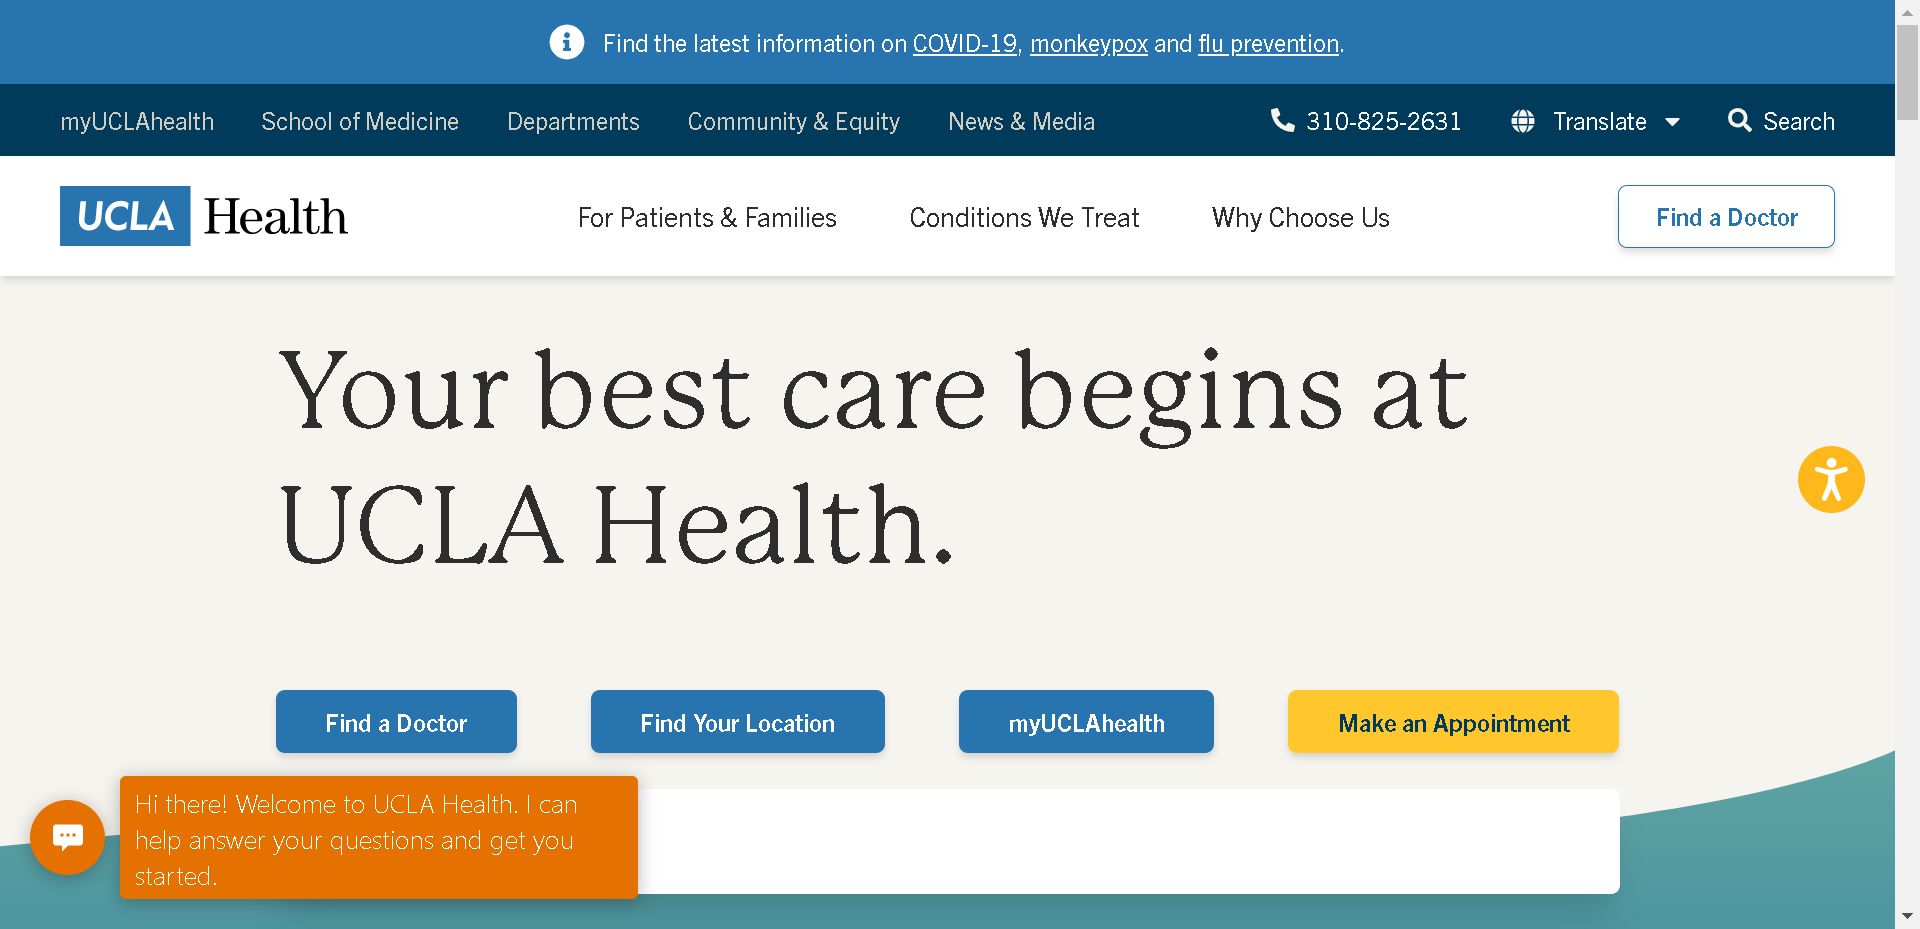 Find the latest information on COVID-19, monkeypox and flu prevention.
myUCLAhealth School of Medicine Departments Community & Equity News & Media 310-825-2631 Translate Search
UCLA Health For Patients & Families Conditions We Treat Why Choose Us Find a Doctor
Your best care begins at
UCLA Health.
Find a Doctor Find Your Location myUCLAhealth Make an Appointment
Hi there! Welcome to UCLA Health. I can
help answer your questions and get you
started.